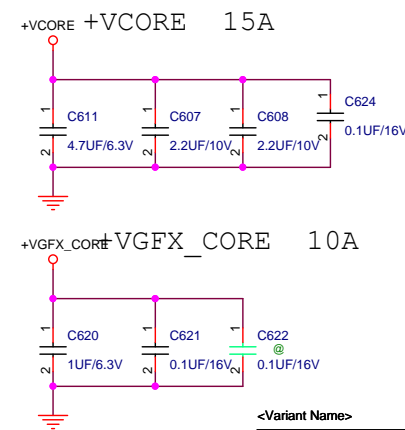 +VCORE +VCORE 15A
1 1 1 1
C611 C607 C608 C624
4.7UF/6.3V 2.2UF/10V 2.2UF/10V 0.1UF/16V
2 2 2 2
+VGFX_CORE +VGFX_CORE 10A
1 1 1
C620 C621 C622
@
1UF/6.3V 0.1UF/16V 0.1UF/16V
2 2 2
<Variant Name>